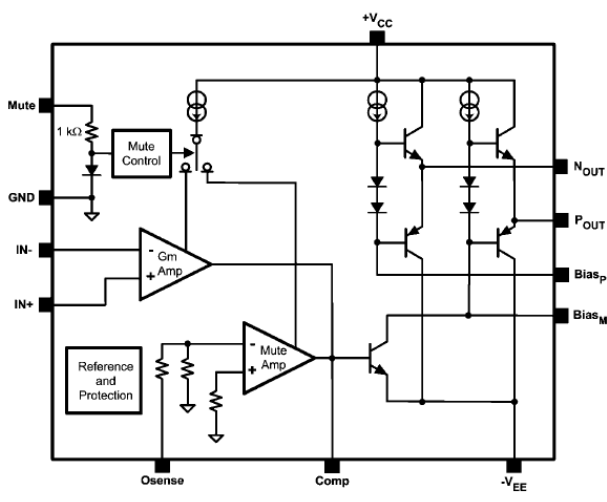 +VCC
Mute
1 kΩ
Mute
Control
GND
NOUT
POUT
IN-
-
Gm
Amp
+
IN+
BiasP
BiasM
Reference
and
Protection
-
Mute
Amp
+
Osense
Comp
-VEE